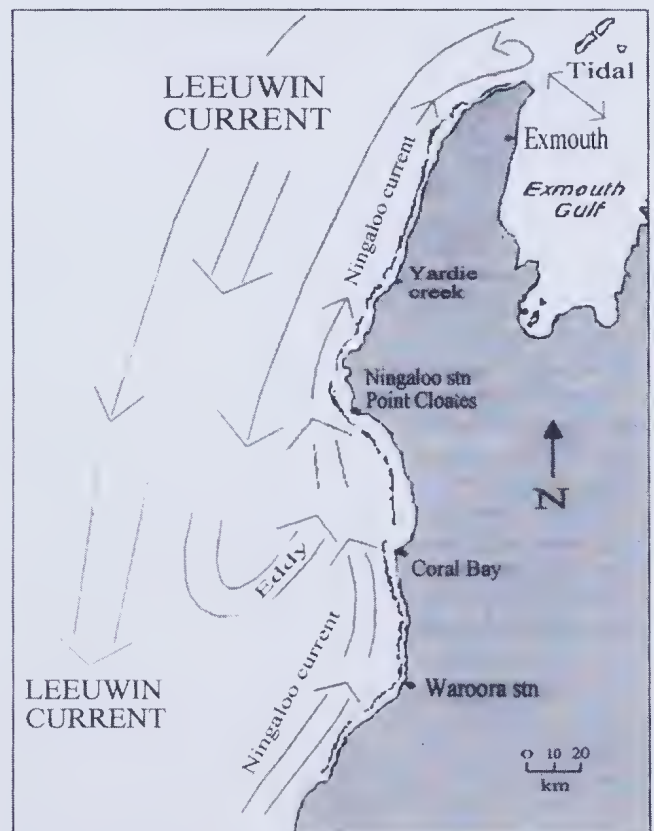 LEEUWIN
CURRENT
Tidal
Ningaloo current
Exmouth
Exmouth
Gulf
Yardie
creek
Ningaloo stn
Point Cloates
N
Eddy
Coral Bay
Ningaloo current
Waroora stn
LEEUWIN
CURRENT
0 10 20
km